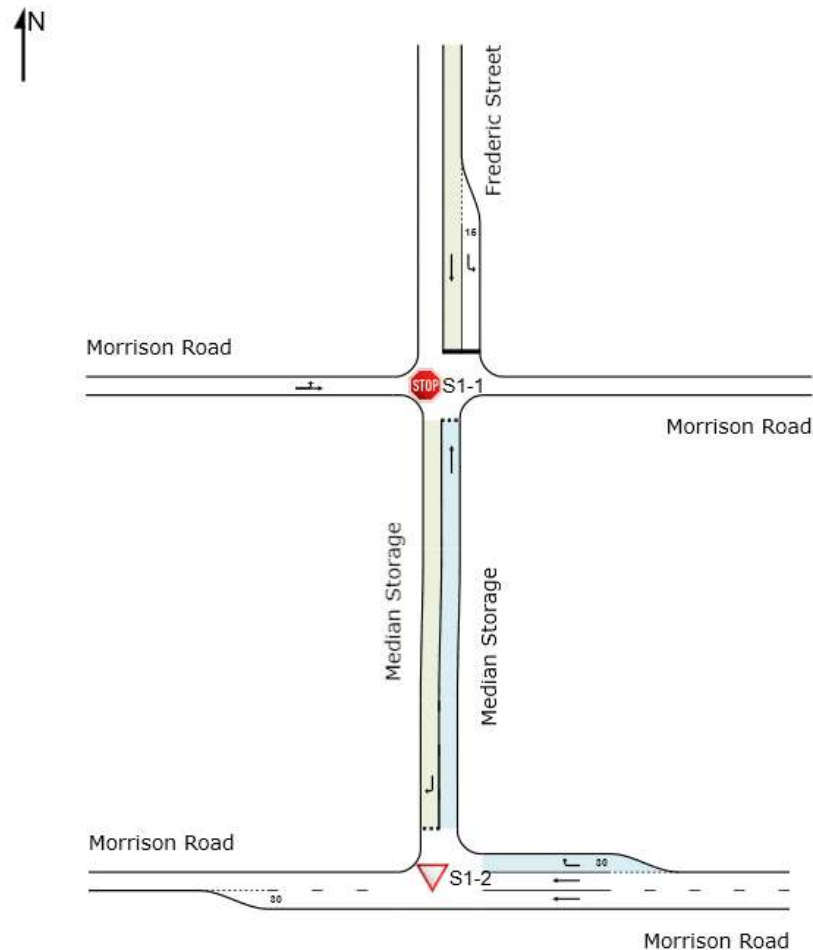 N
Frederic Street
15
Morrison Road
STOP
S1-1
Morrison Road
Median Storage
Median Storage
Morrison Road
30
S1-2
30
Morrison Road